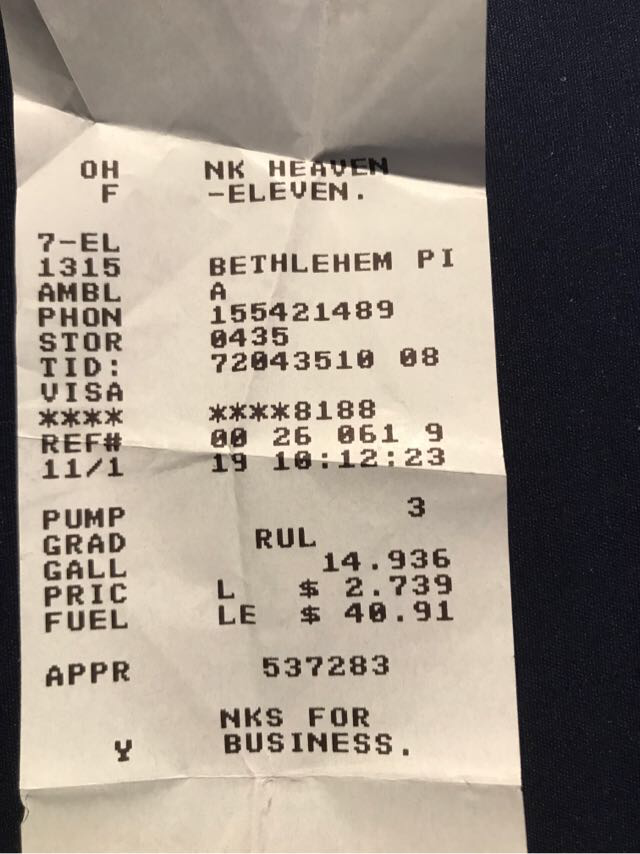 OH NK HEAVEN
F -ELEVEN.
7-EL
1315 BETHLEHEM PI
AMBL A
PHON 155421489
STOR 0435
TID: 72043510 08
VISA
**** ****8188
REF# 00 26 061 9
11/1 19 10:12:23
PUMP 3
GRAD RUL
GALL 14.936
PRIC L $ 2.739
FUEL LE $ 40.91
APPR 537283
NKS FOR
Y BUSINESS.